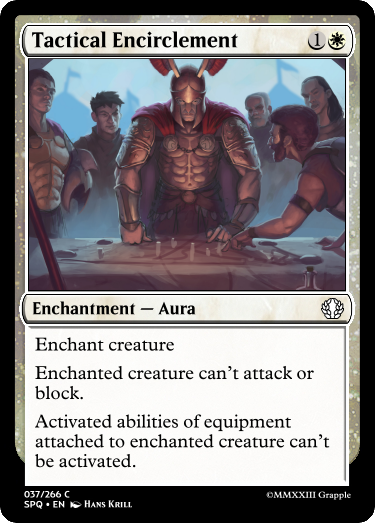 Tactical Encirclement 1
Enchantment — Aura
Enchant creature
Enchanted creature can't attack or
block.
Activated abilities of equipment
attached to enchanted creature can't
be activated.
037/266 C
SPQ • EN Hans Krill
©MMXXIII Grapple